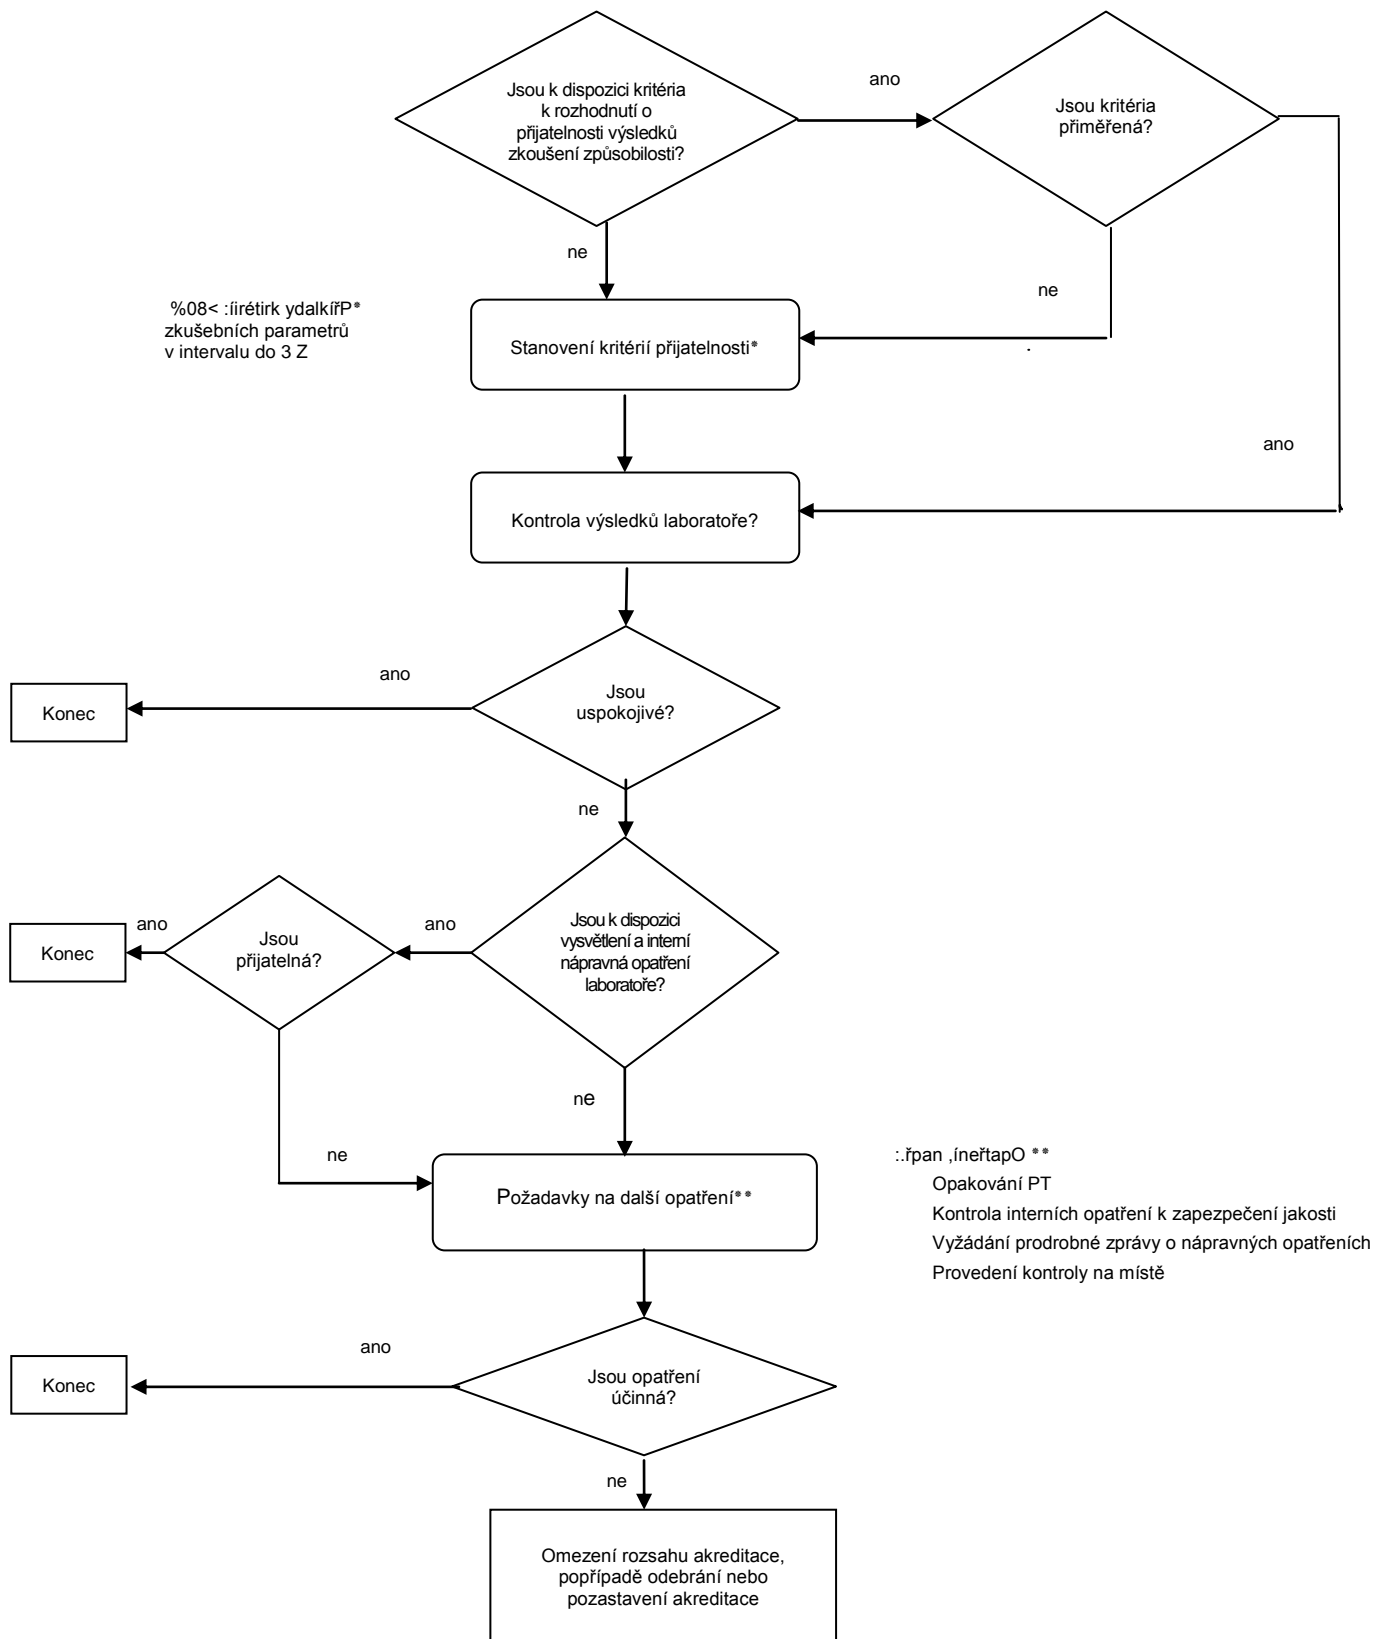 Jsou k dispozici kritéria
k rozhodnutí o
přijatelnosti výsledků
zkoušení způsobilosti?
ano
Jsou kritéria
přiměřená?
ne
ne
%08< :íirétirk ydalkířP*
zkušebních parametrů
v intervalu do 3 Z
Stanovení kritérií přijatelnosti*
.
ano
Kontrola výsledků laboratoře?
ano
Jsou
uspokojivé?
Konec
ne
ano
Konec
Jsou
přijatelná?
ano
Jsou k dispozici
vysvětlení a interní
nápravná opatření
laboratoře?
ne
ne
Požadavky na další opatření**
:.řpan ,íneřtapO **
Opakování PT
Kontrola interních opatření k zapezpečení jakosti
Vyžádání prodrobné zprávy o nápravných opatřeních
Provedení kontroly na místě
ano
Konec
Jsou opatření
účinná?
ne
Omezení rozsahu akreditace,
popřípadě odebrání nebo
pozastavení akreditace